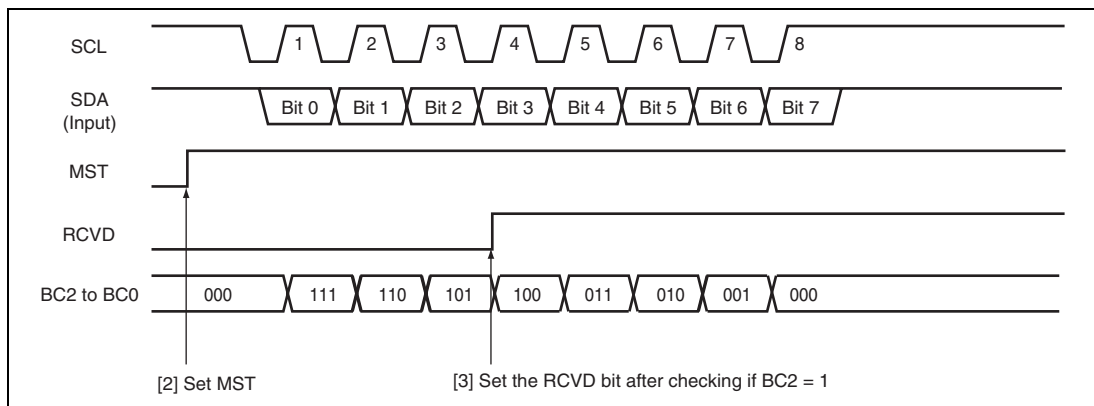 SCL 1 2 3 4 5 6 7 8
SDA
(Input) Bit 0 Bit 1 Bit 2 Bit 3 Bit 4 Bit 5 Bit 6 Bit 7
MST
RCVD
BC2 to BC0 000 111 110 101 100 011 010 001 000
[2] Set MST [3] Set the RCVD bit after checking if BC2 = 1